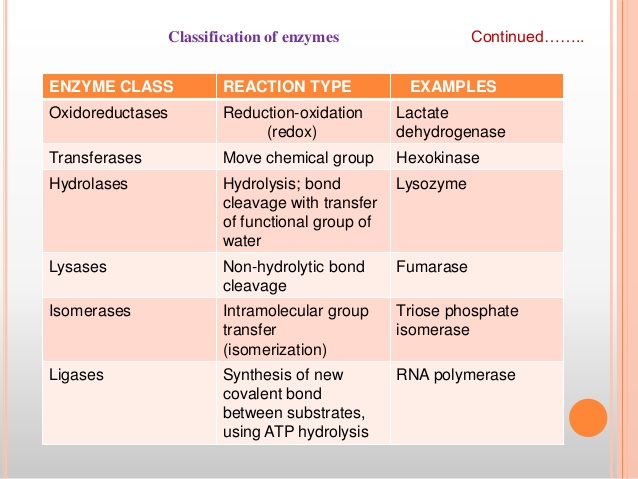 Classification of enzymes Continued……..
ENZYME CLASS REACTION TYPE EXAMPLES
Oxidoreductases Reduction-oxidation Lactate
(redox) dehydrogenase
Transferases Move chemical group Hexokinase
Hydrolases Hydrolysis; bond Lysozyme
cleavage with transfer
of functional group of
water
Lysases Non-hydrolytic bond Fumarase
cleavage
Isomerases Intramolecular group Triose phosphate
transfer isomerase
(isomerization)
Ligases Synthesis of new RNA polymerase
covalent bond
between substrates,
using ATP hydrolysis